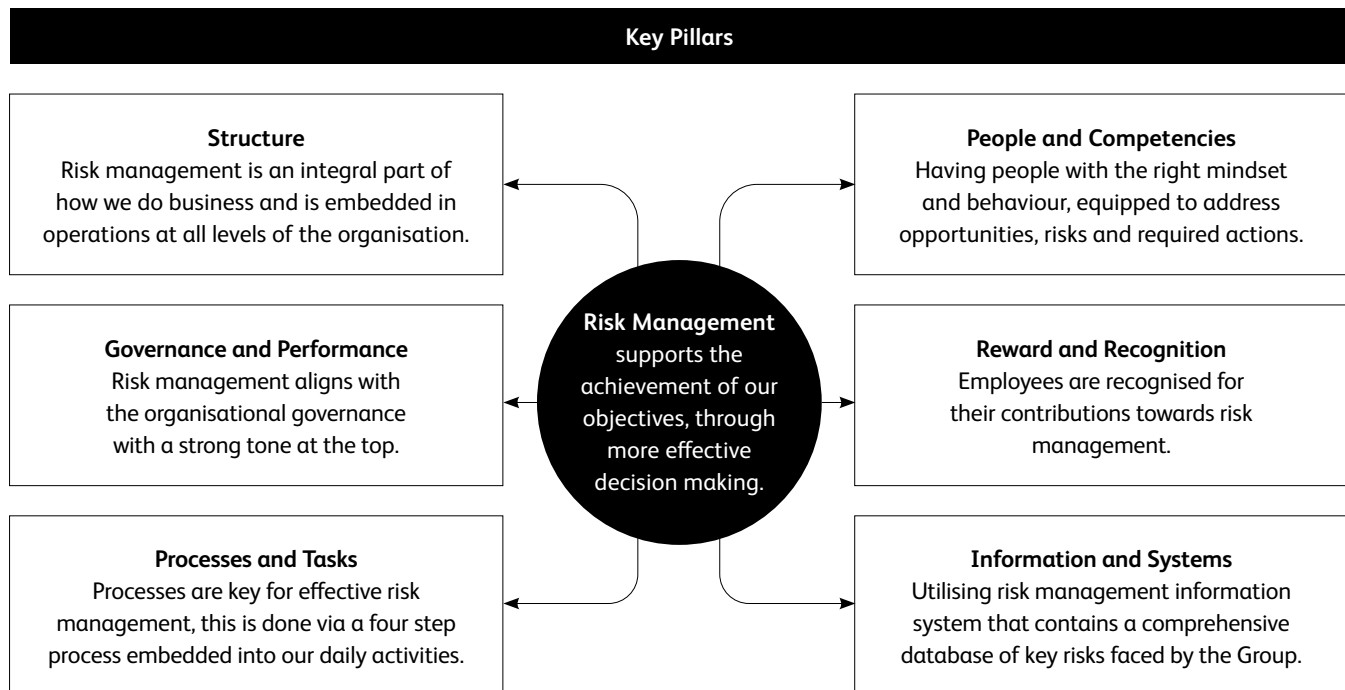 Key Pillars
Structure
Risk management is an integral part of
how we do business and is embedded in
operations at all levels of the organisation.
Governance and Performance
Risk management aligns with
the organisational governance
with a strong tone at the top.
Processes and Tasks
Processes are key for effective risk
management, this is done via a four step
process embedded into our daily activities.
Risk Management
supports the
achievement of our
objectives, through
more effective
decision making.
People and Competencies
Having people with the right mindset
and behaviour, equipped to address
opportunities, risks and required actions.
Reward and Recognition
Employees are recognised for
their contributions towards risk
management.
Information and Systems
Utilising risk management information
system that contains a comprehensive
database of key risks faced by the Group.